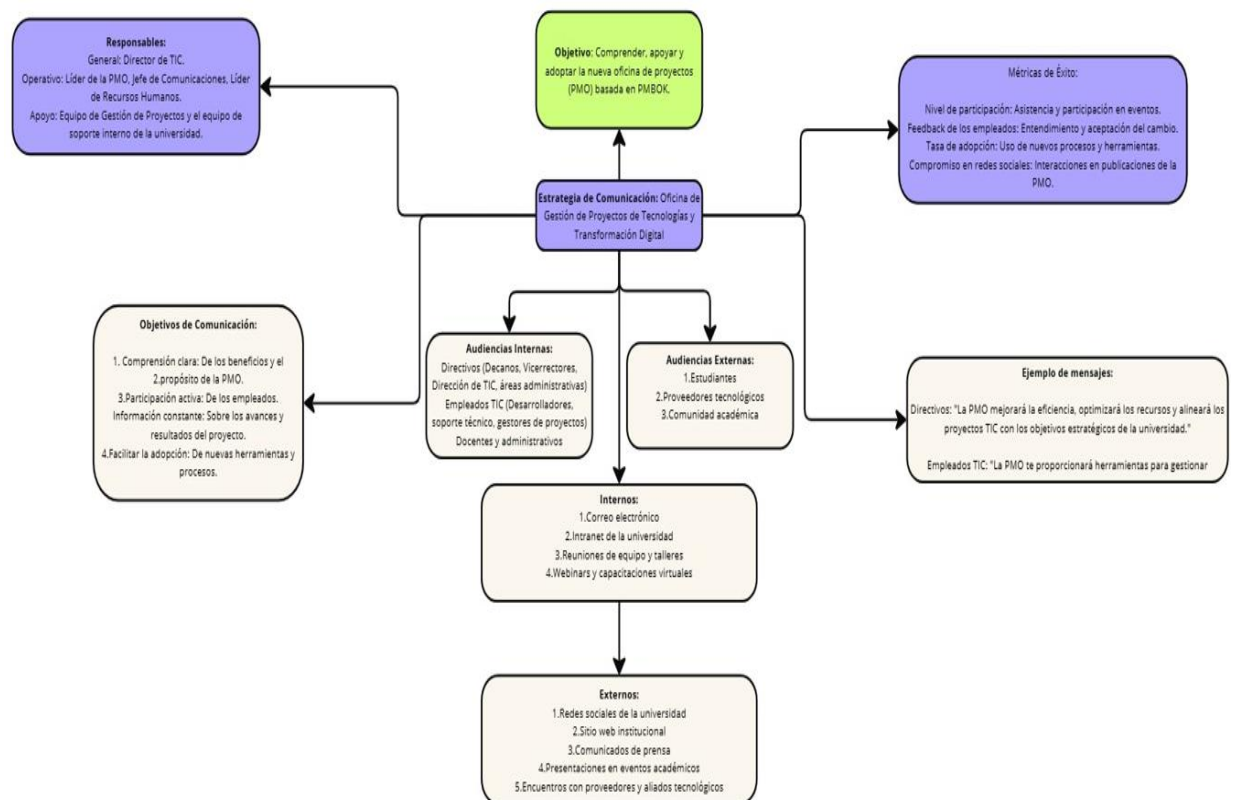 Responsables:
General: Director de TIC.
Operativo: Líder de la PMO, Jefe de Comunicaciones, Líder
de Recursos Humanos.
Apoyo: Equipo de Gestión de Proyectos y el equipo de
soporte interno de la universidad.
Objetivo: Comprender, apoyar y
adoptar la nueva oficina de proyectos
(PMO) basada en PMBOK.
Métricas de Éxito:
Nivel de participación: Asistencia y participación en eventos.
Feedback de los empleados: Entendimiento y aceptación del cambio.
Tasa de adopción: Uso de nuevos procesos y herramientas.
Compromiso en redes sociales: Interacciones en publicaciones de la
PMO.
Estrategia de Comunicación: Oficina de
Gestión de Proyectos de Tecnologías y
Transformación Digital
Objetivos de Comunicación:
1. Comprensión clara: De los beneficios y el
2.propósito de la PMO.
3.Participación activa: De los empleados.
Información constante: Sobre los avances y
resultados del proyecto.
4.Facilitar la adopción: De nuevas herramientas y
procesos.
Audiencias Internas:
Directivos (Decanos, Vicerrectores,
Dirección de TIC, áreas administrativas)
Empleados TIC (Desarrolladores,
soporte técnico, gestores de proyectos)
Docentes y administrativos
Audiencias Externas:
1.Estudiantes
2.Proveedores tecnológicos
3.Comunidad académica
Ejemplo de mensajes:
Directivos: "La PMO mejorará la eficiencia, optimizará los recursos y alineará los
proyectos TIC con los objetivos estratégicos de la universidad."
Empleados TIC: "La PMO te proporcionará herramientas para gestionar
Internos:
1.Correo electrónico
2.Intranet de la universidad
3.Reuniones de equipo y talleres
4.Webinars y capacitaciones virtuales
Externos:
1.Redes sociales de la universidad
2.Sitio web institucional
3.Comunicados de prensa
4.Presentaciones en eventos académicos
5.Encuentros con proveedores y aliados tecnológicos